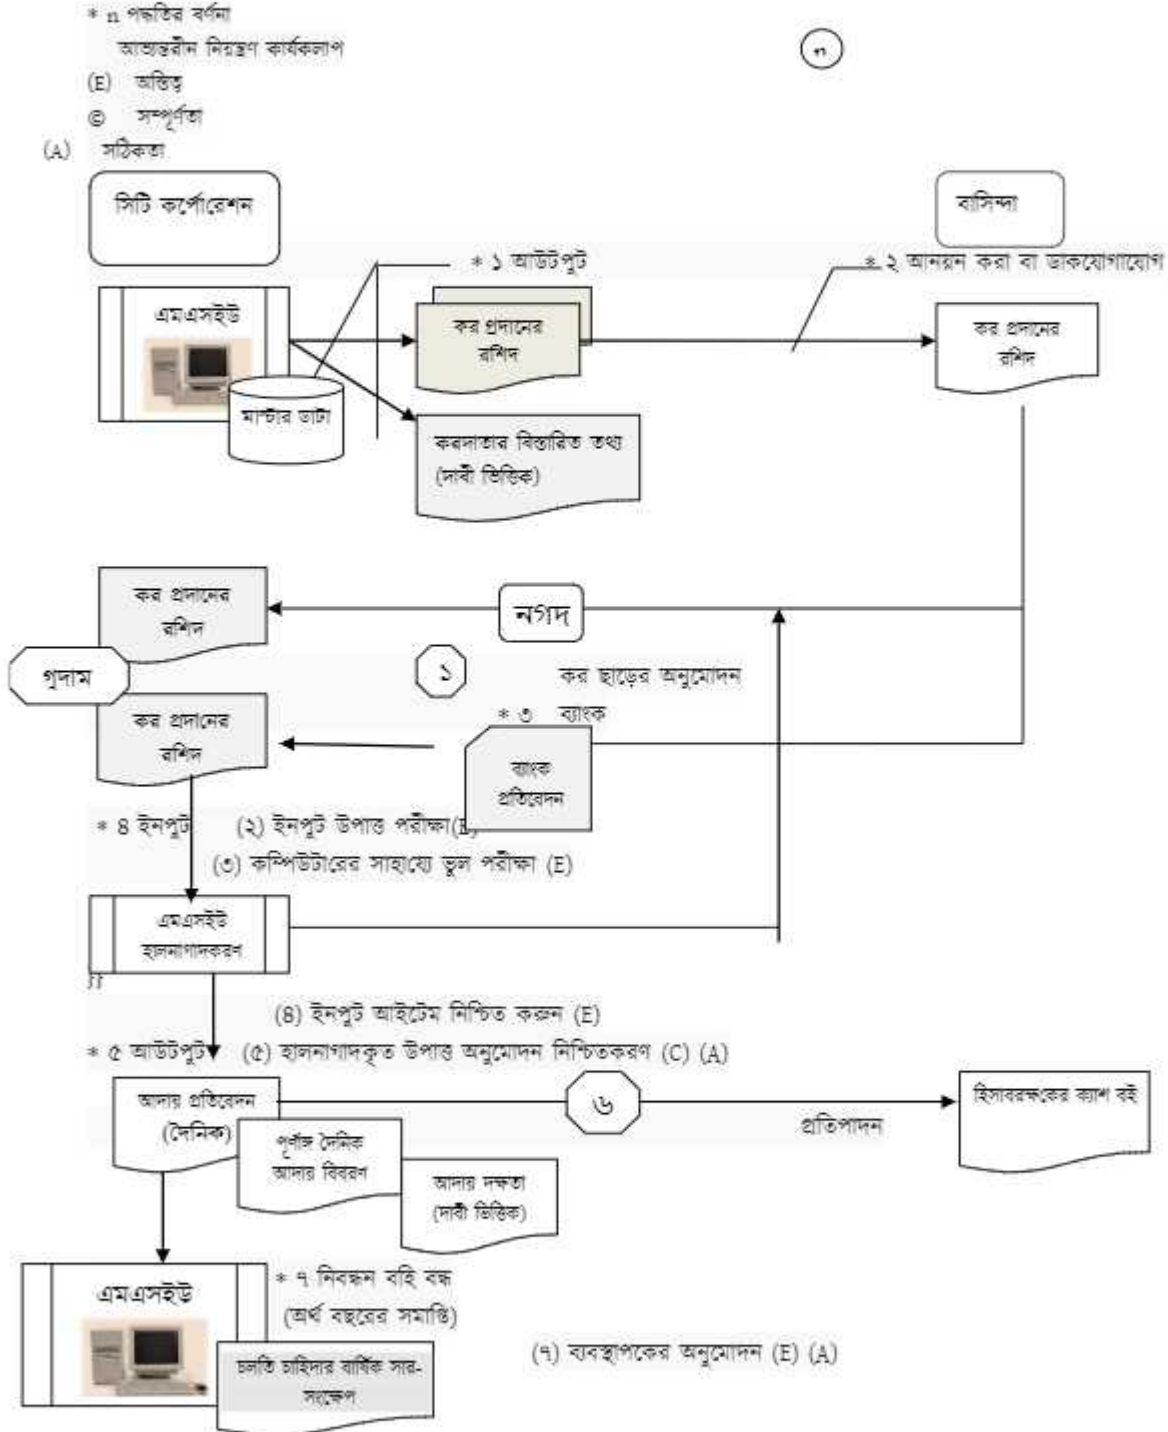 * n পদ্ধতির বর্ণনা
আভ্যন্তরীন নিয়ন্ত্রণ কার্যকলাপ
(E) অস্তিত্ব
© সম্পূর্ণতা
(A) সঠিকতা
সিটি কর্পোরেশন
বাসিন্দা
* ১ আউটপুট
* ২ আনয়ন করা বা ডাকযোগাযোগ
এমএসইউ
কর প্রদানের
রশিদ
কর প্রদানের
রশিদ
মাস্টার ডাটা
করদাতার বিস্তারিত তথ্য
(দাবী ভিত্তিক)
কর প্রদানের
রশিদ
নগদ
গুদাম
১
কর ছাড়ের অনুমোদন
কর প্রদানের
রশিদ
* ৩ ব্যাংক
ব্যাংক
প্রতিবেদন
* ৪ ইনপুট (২) ইনপুট উপাত্ত পরীক্ষা(E)
(৩) কম্পিউটারের সাহায্যে ভুল পরীক্ষা (E)
এমএসইউ
হালনাগাদকরণ
}}
(৪) ইনপুট আইটেম নিশ্চিত করুন (E)
* ৫ আউটপুট (৫) হালনাগাদকৃত উপাত্ত অনুমোদন নিশ্চিতকরণ (C) (A)
আদায় প্রতিবেদন
(দৈনিক)
৬
হিসাবরক্ষকের ক্যাশ বই
প্রতিপাদন
পূর্ণাঙ্গ দৈনিক
আদায় বিবরণ
আদায় দক্ষতা
(দাবী ভিত্তিক)
এমএসইউ
* ৭ নিবন্ধন বহি বন্ধ
(অর্থ বছরের সমাপ্তি)
(৭) ব্যবস্থাপকের অনুমোদন (E) (A)
চলতি চাহিদার বার্ষিক সার-
সংক্ষেপ